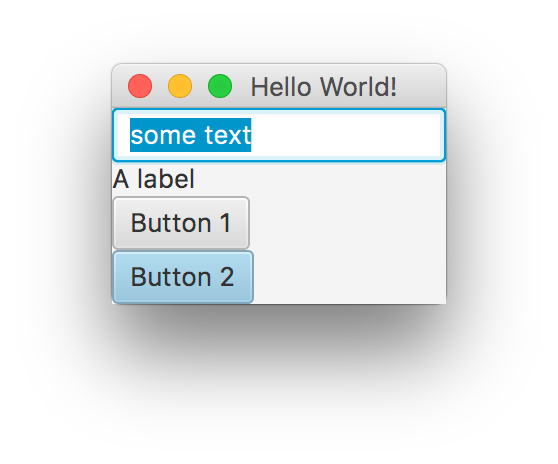 Hello World!
some text
A label
Button 1
Button 2